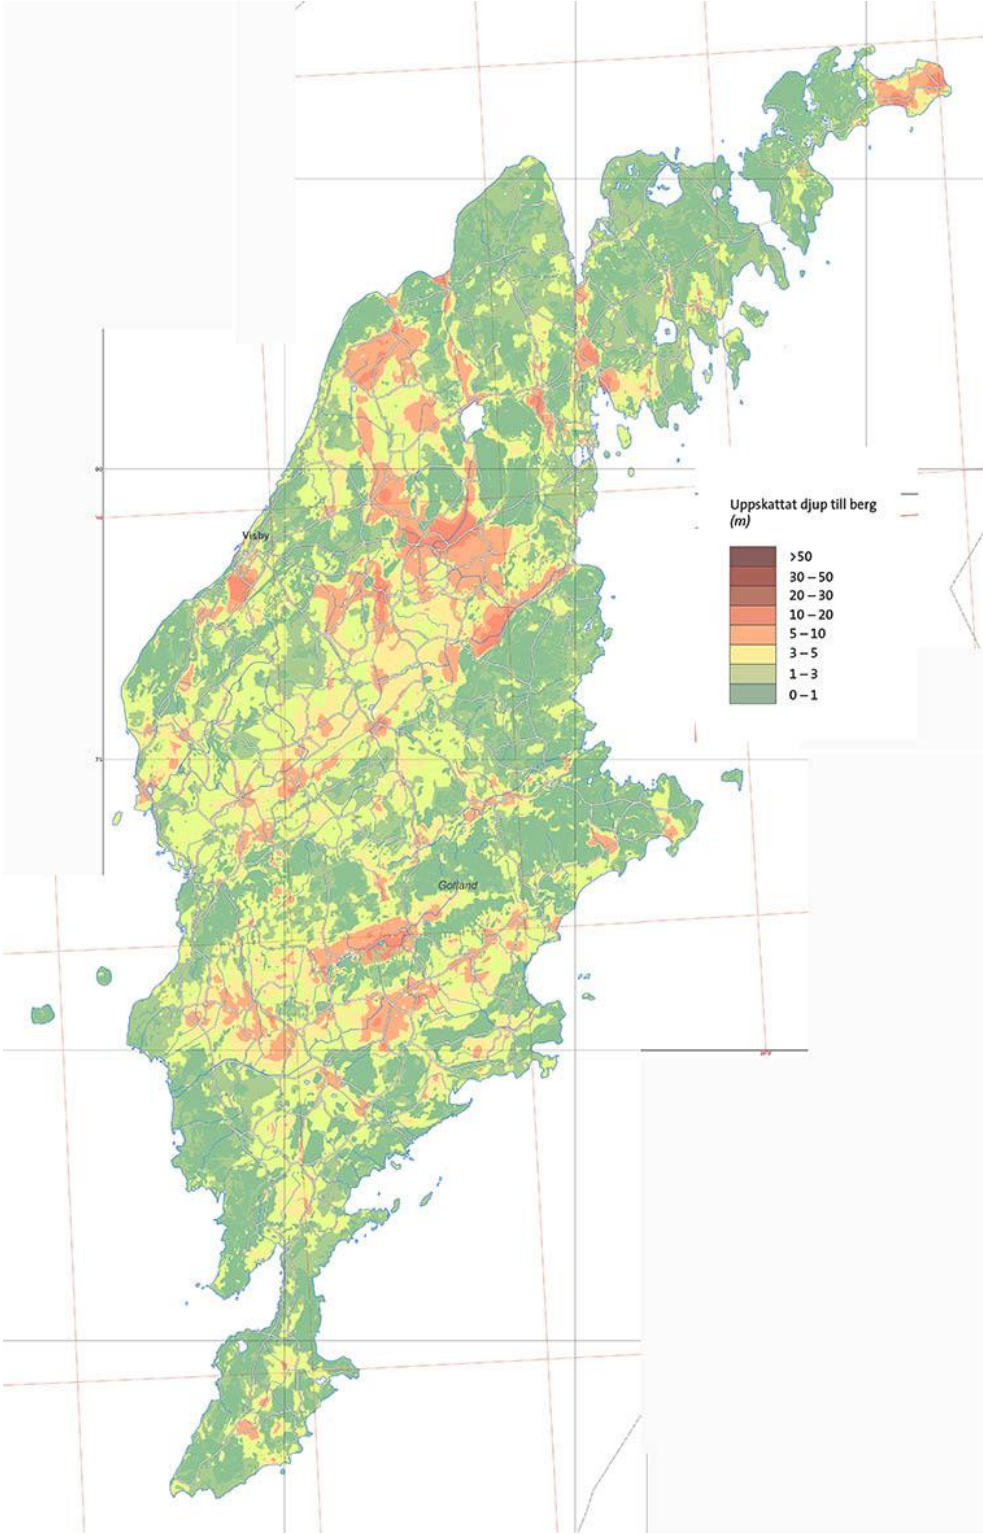 Visby
Gotland
Uppskattat djup till berg
(m)
>50
30 – 50
20 – 30
10 – 20
5 – 10
3 – 5
1 – 3
0 – 1